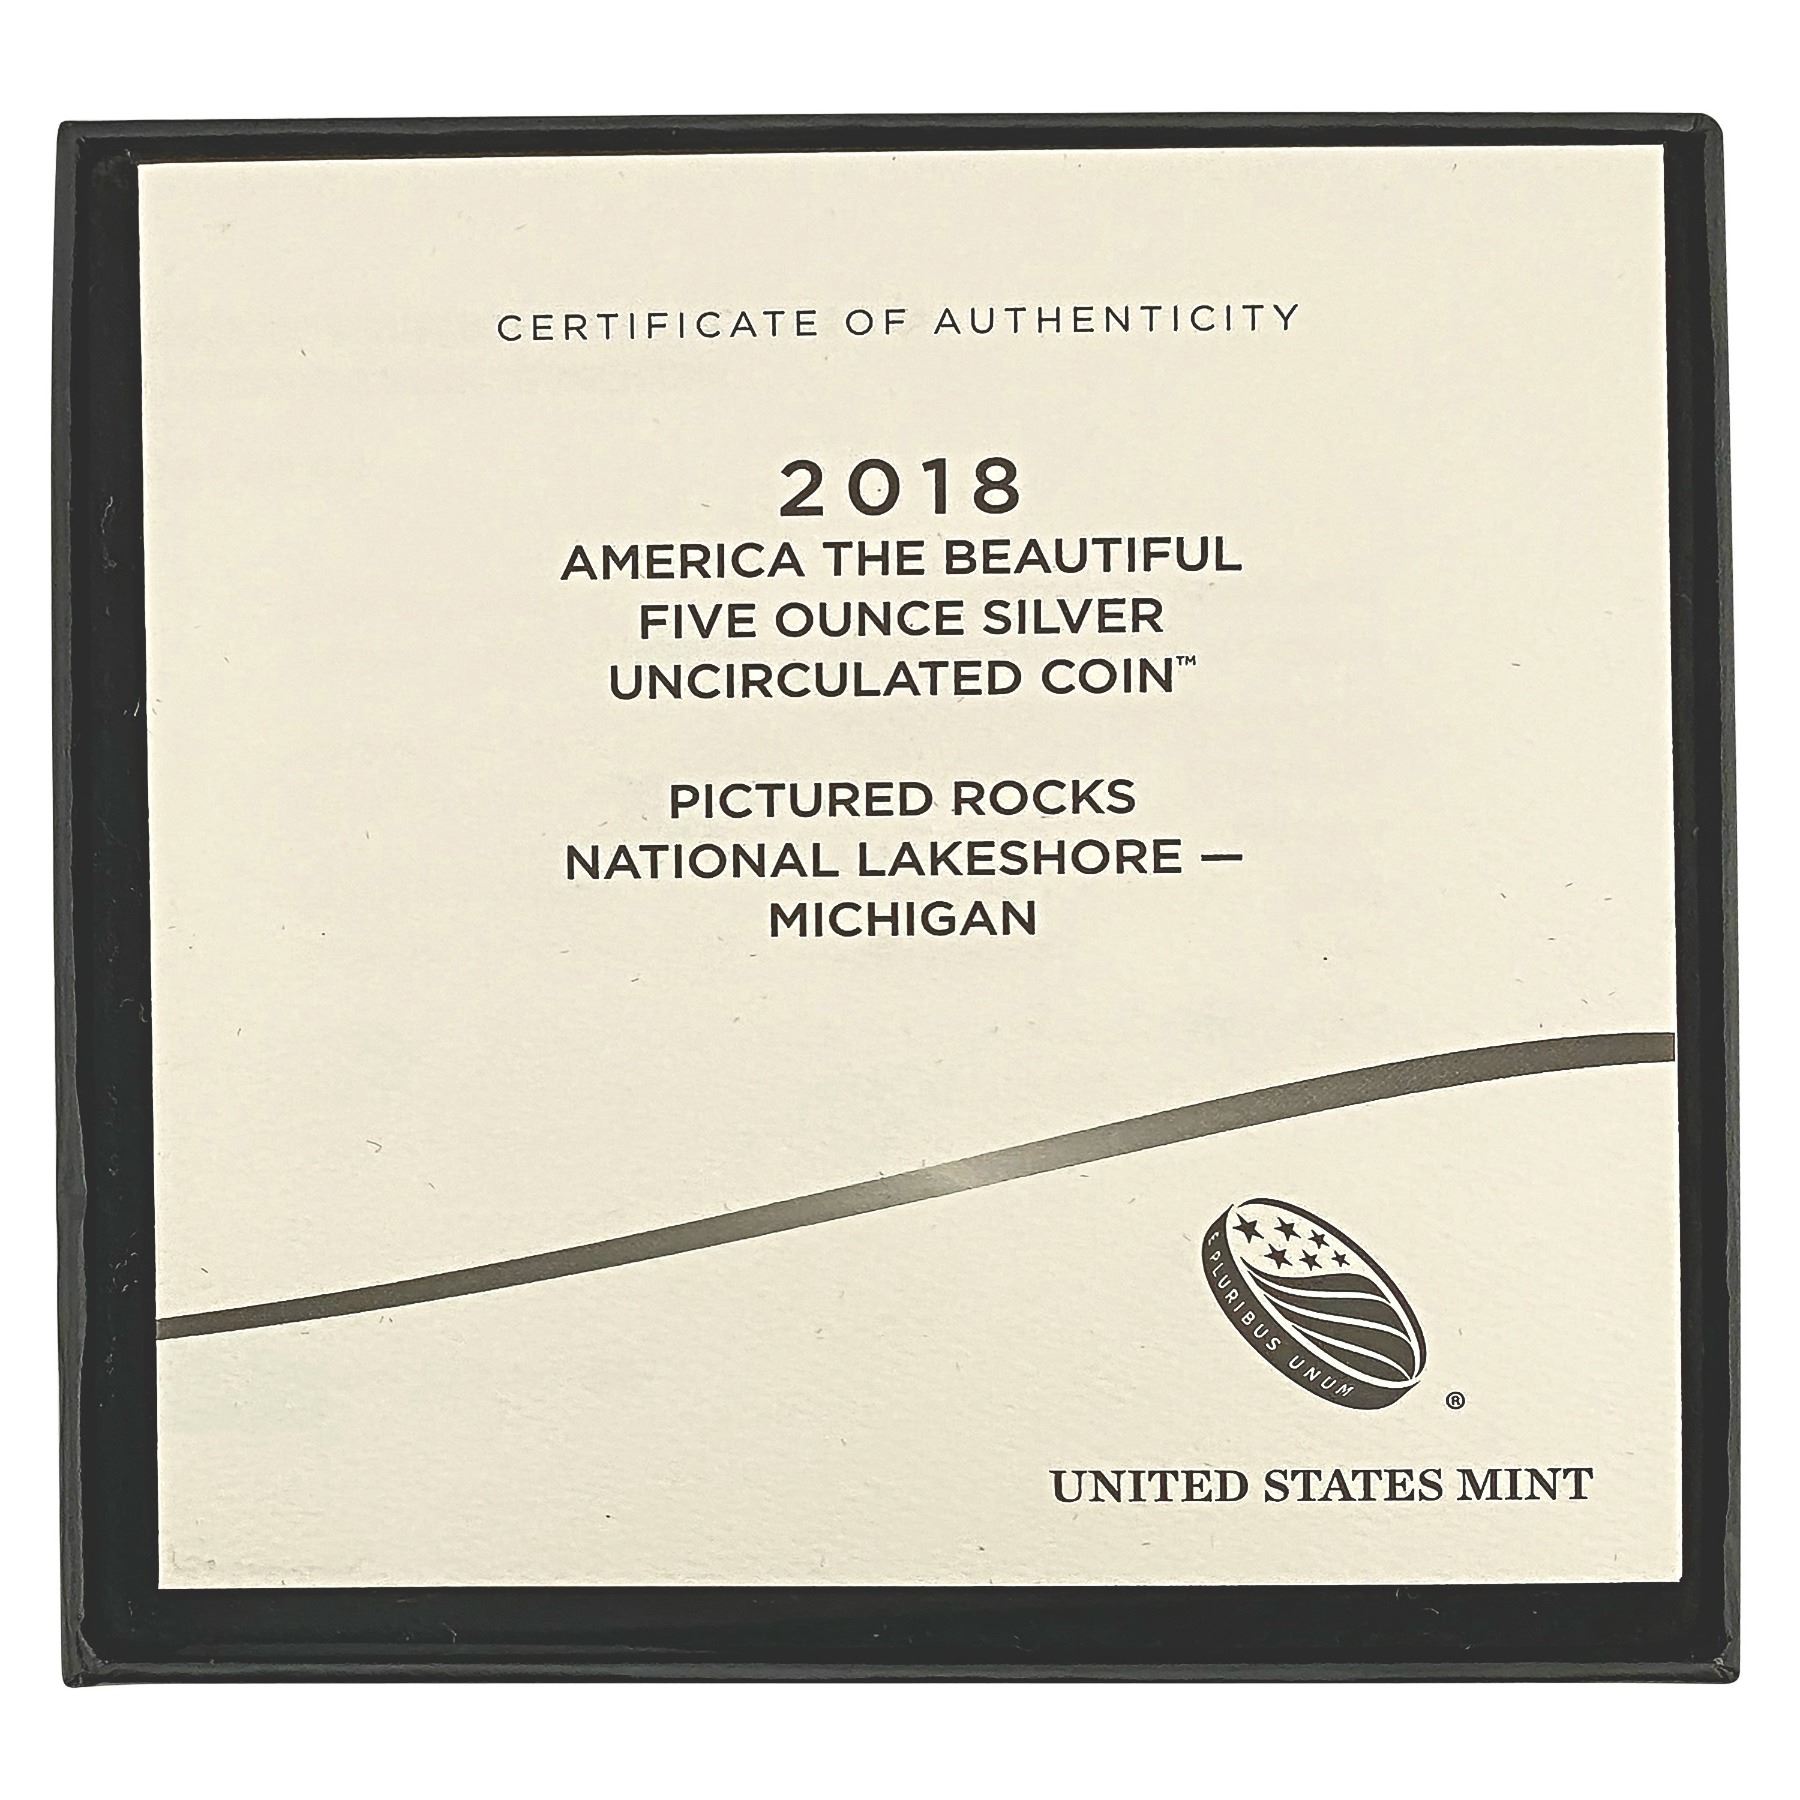 CERTIFICATE OF AUTHENTICITY
2018
AMERICA THE BEAUTIFUL
FIVE OUNCE SILVER
UNCIRCULATED COIN™
PICTURED ROCKS
NATIONAL LAKESHORE —
MICHIGAN
E PLURIBUS UNUM
®
UNITED STATES MINT